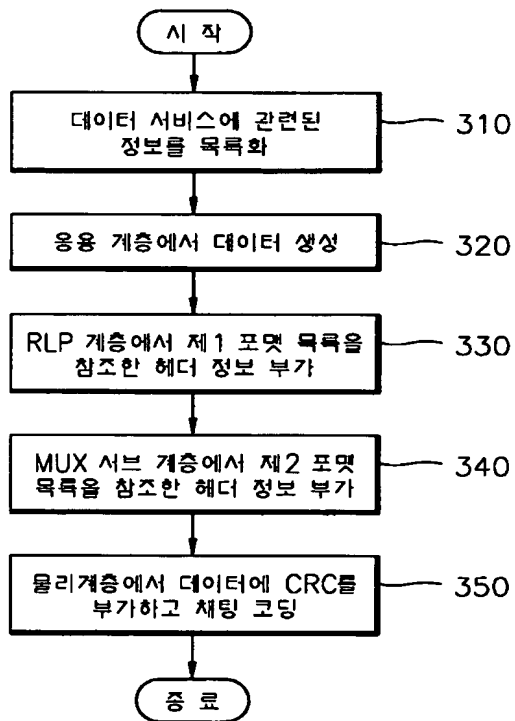 시 작
데이터 서비스에 관련된
정보를 목록화
310
응용 계층에서 데이터 생성
320
RLP 계층에서 제1 포맷 목록을
참조한 헤더 정보 부가
330
MUX 서브 계층에서 제2 포맷
목록을 참조한 헤더 정보 부가
340
물리계층에서 데이터에 CRC를
부가하고 채팅 코딩
350
종 료